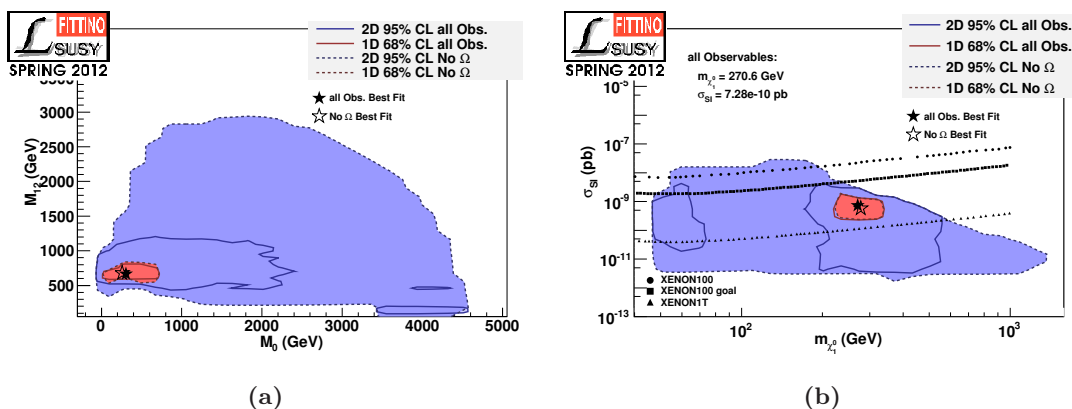 FITTINO
SUSY
SPRING 2012
2D 95% CL all Obs.
1D 68% CL all Obs.
2D 95% CL No Ω
1D 68% CL No Ω
all Obs. Best Fit
No Ω Best Fit
M12 (GeV)
3500
3000
2500
2000
1500
1000
500
0 1000 2000 3000 4000 5000
M0 (GeV)
(a)
FITTINO
SUSY
SPRING 2012
2D 95% CL all Obs.
1D 68% CL all Obs.
2D 95% CL No Ω
1D 68% CL No Ω
all Observables:
mχ̃⁰₁ = 270.6 GeV
σSI = 7.28e-10 pb
all Obs. Best Fit
No Ω Best Fit
σSI (pb)
10⁻⁵
10⁻⁷
10⁻⁹
10⁻¹¹
10⁻¹³
XENON100
XENON100 goal
XENON1T
10² 10³
mχ̃⁰₁ (GeV)
(b)